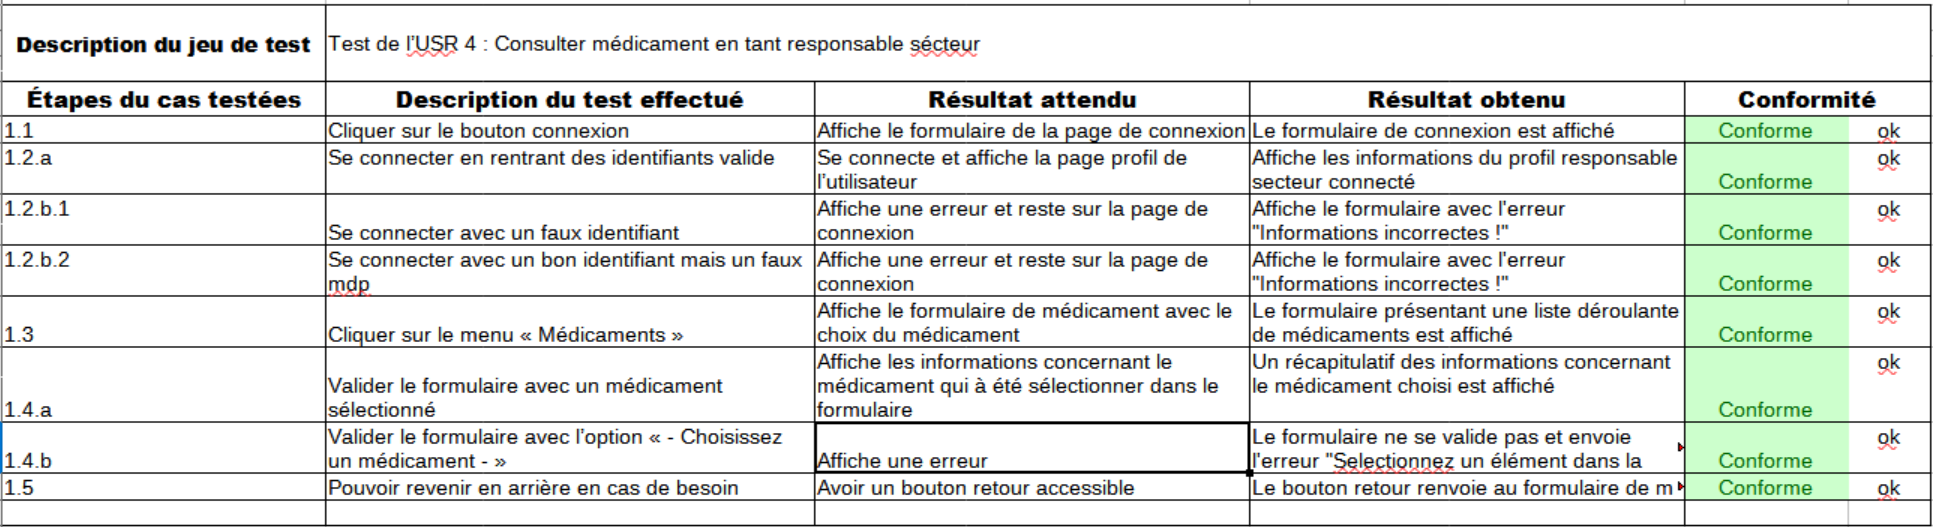 Description du jeu de test
Test de l’USR 4 : Consulter médicament en tant responsable sécteur
Étapes du cas testées
Description du test effectué
Résultat attendu
Résultat obtenu
Conformité
1.1
Cliquer sur le bouton connexion
Affiche le formulaire de la page de connexion
Le formulaire de connexion est affiché
Conforme
ok
1.2.a
Se connecter en rentrant des identifiants valide
Se connecte et affiche la page profil de
l’utilisateur
Affiche les informations du profil responsable
secteur connecté
Conforme
ok
1.2.b.1
Se connecter avec un faux identifiant
Affiche une erreur et reste sur la page de
connexion
Affiche le formulaire avec l'erreur
"Informations incorrectes !"
Conforme
ok
1.2.b.2
Se connecter avec un bon identifiant mais un faux
mdp
Affiche une erreur et reste sur la page de
connexion
Affiche le formulaire avec l'erreur
"Informations incorrectes !"
Conforme
ok
1.3
Cliquer sur le menu « Médicaments »
Affiche le formulaire de médicament avec le
choix du médicament
Le formulaire présentant une liste déroulante
de médicaments est affiché
Conforme
ok
1.4.a
Valider le formulaire avec un médicament
sélectionné
Affiche les informations concernant le
médicament qui à été sélectionner dans le
formulaire
Un récapitulatif des informations concernant
le médicament choisi est affiché
Conforme
ok
1.4.b
Valider le formulaire avec l’option « - Choisissez
un médicament - »
Affiche une erreur
Le formulaire ne se valide pas et envoie
l'erreur "Selectionnez un élément dans la
Conforme
ok
1.5
Pouvoir revenir en arrière en cas de besoin
Avoir un bouton retour accessible
Le bouton retour renvoie au formulaire de m
Conforme
ok